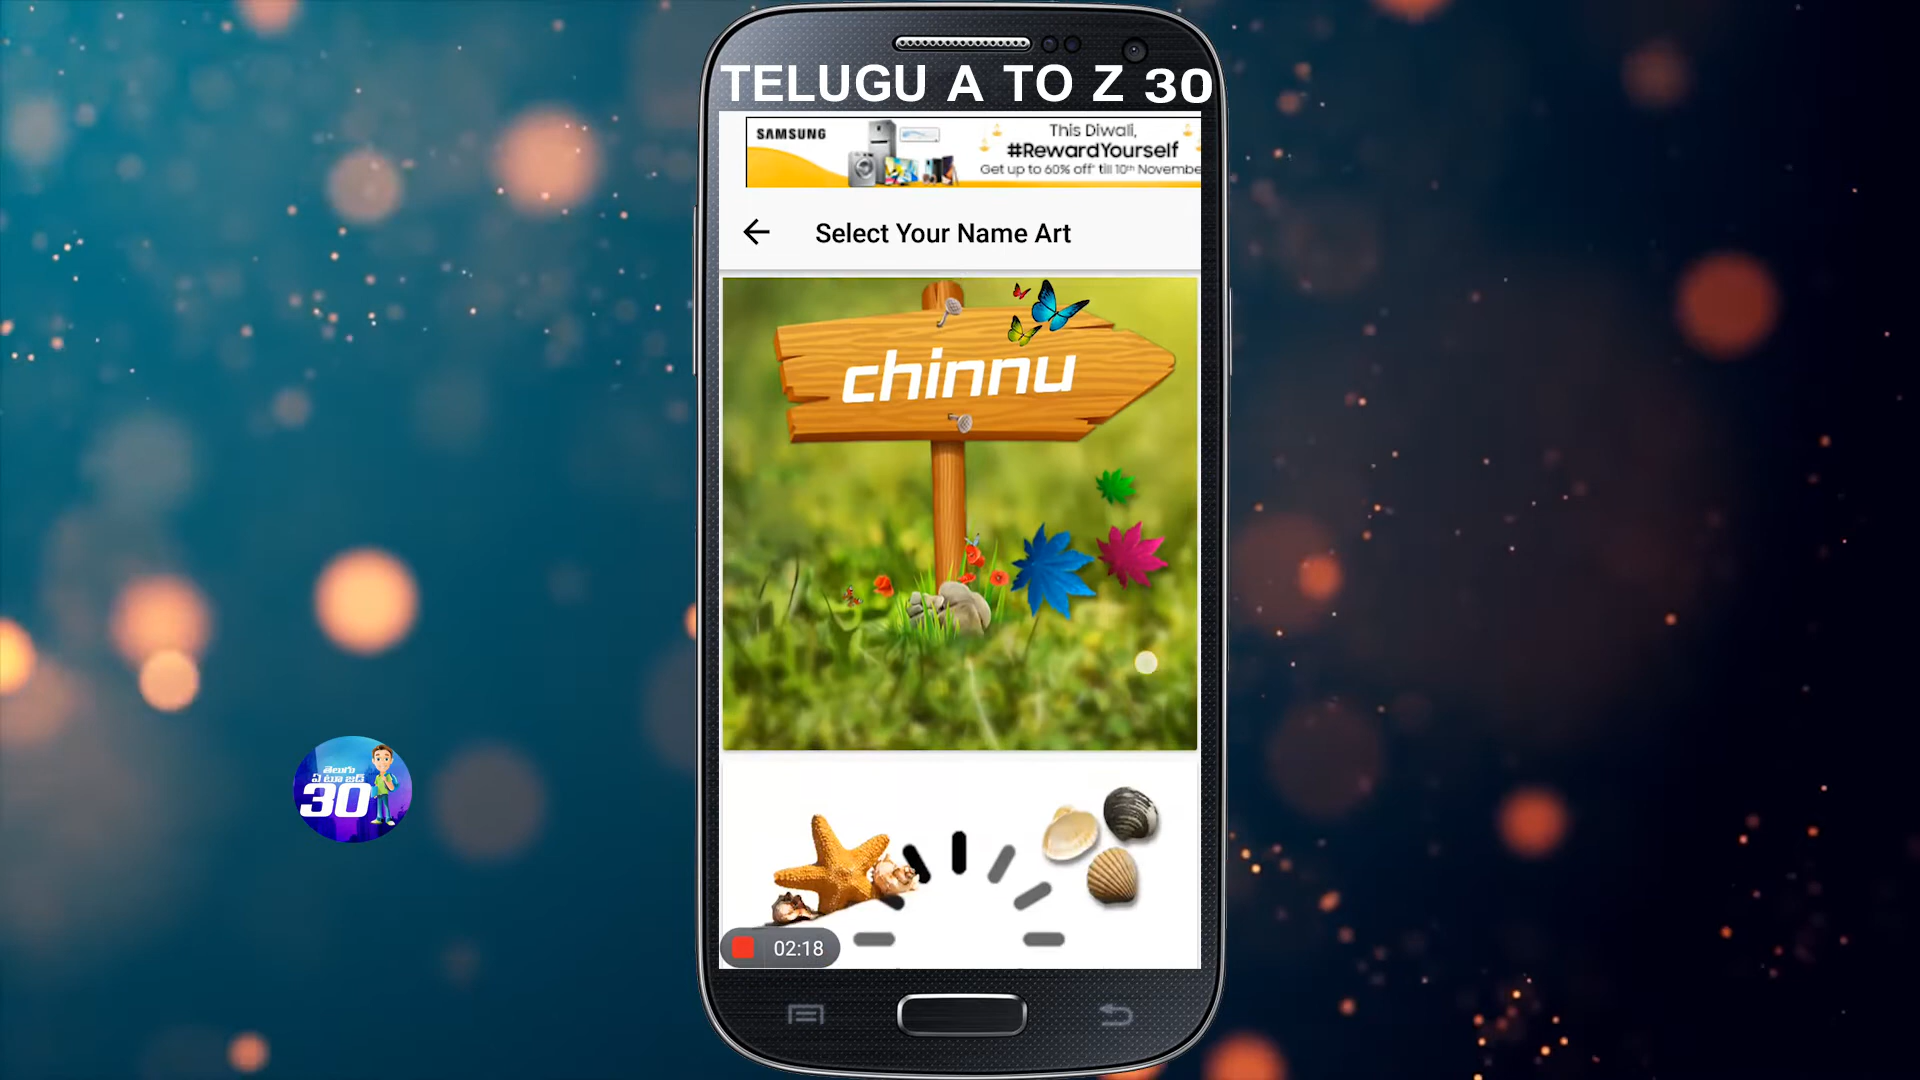 TELUGU A TO Z 30
SAMSUNG
This Diwali,
#RewardYourself
Get up to 60% off* till 10th Novembe
Select Your Name Art
chinnu
తెలుగు
ఏ టూ జడ్
30
02:18